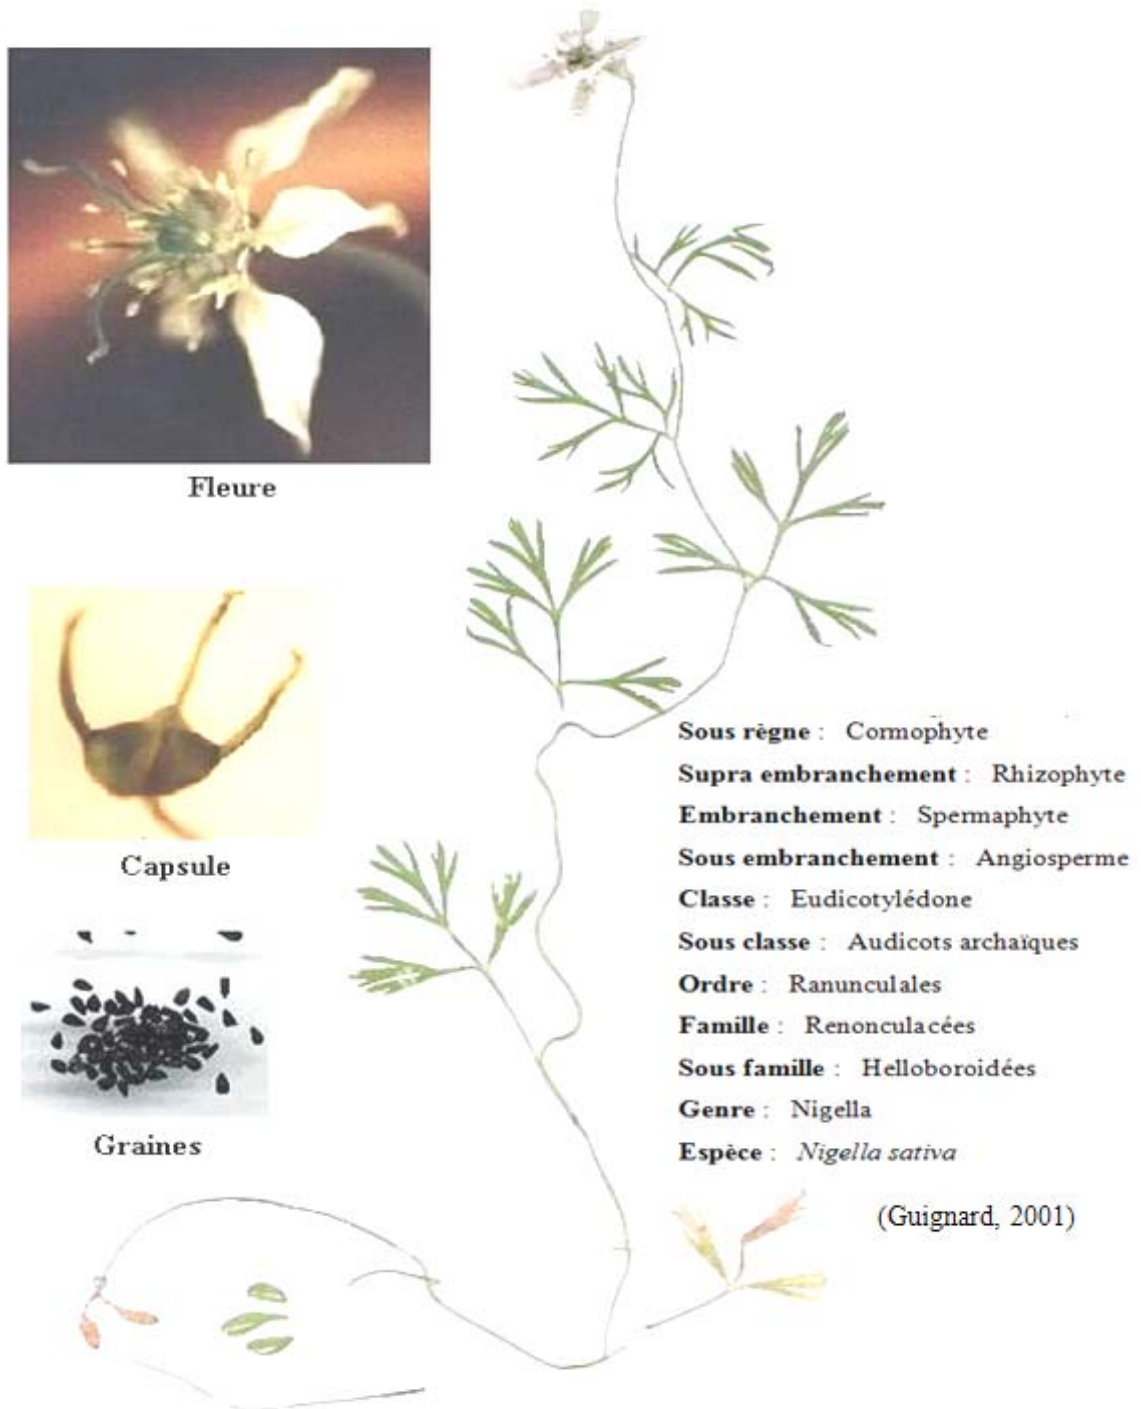 Fleure
Capsule
Graines
Sous règne : Cormophyte
Supra embranchement : Rhizophyte
Embranchement : Spermaphyte
Sous embranchement : Angiosperme
Classe : Eudicotylédone
Sous classe : Audicots archaïques
Ordre : Ranunculales
Famille : Renonculacées
Sous famille : Helloboroidées
Genre : Nigella
Espèce : Nigella sativa
(Guignard, 2001)